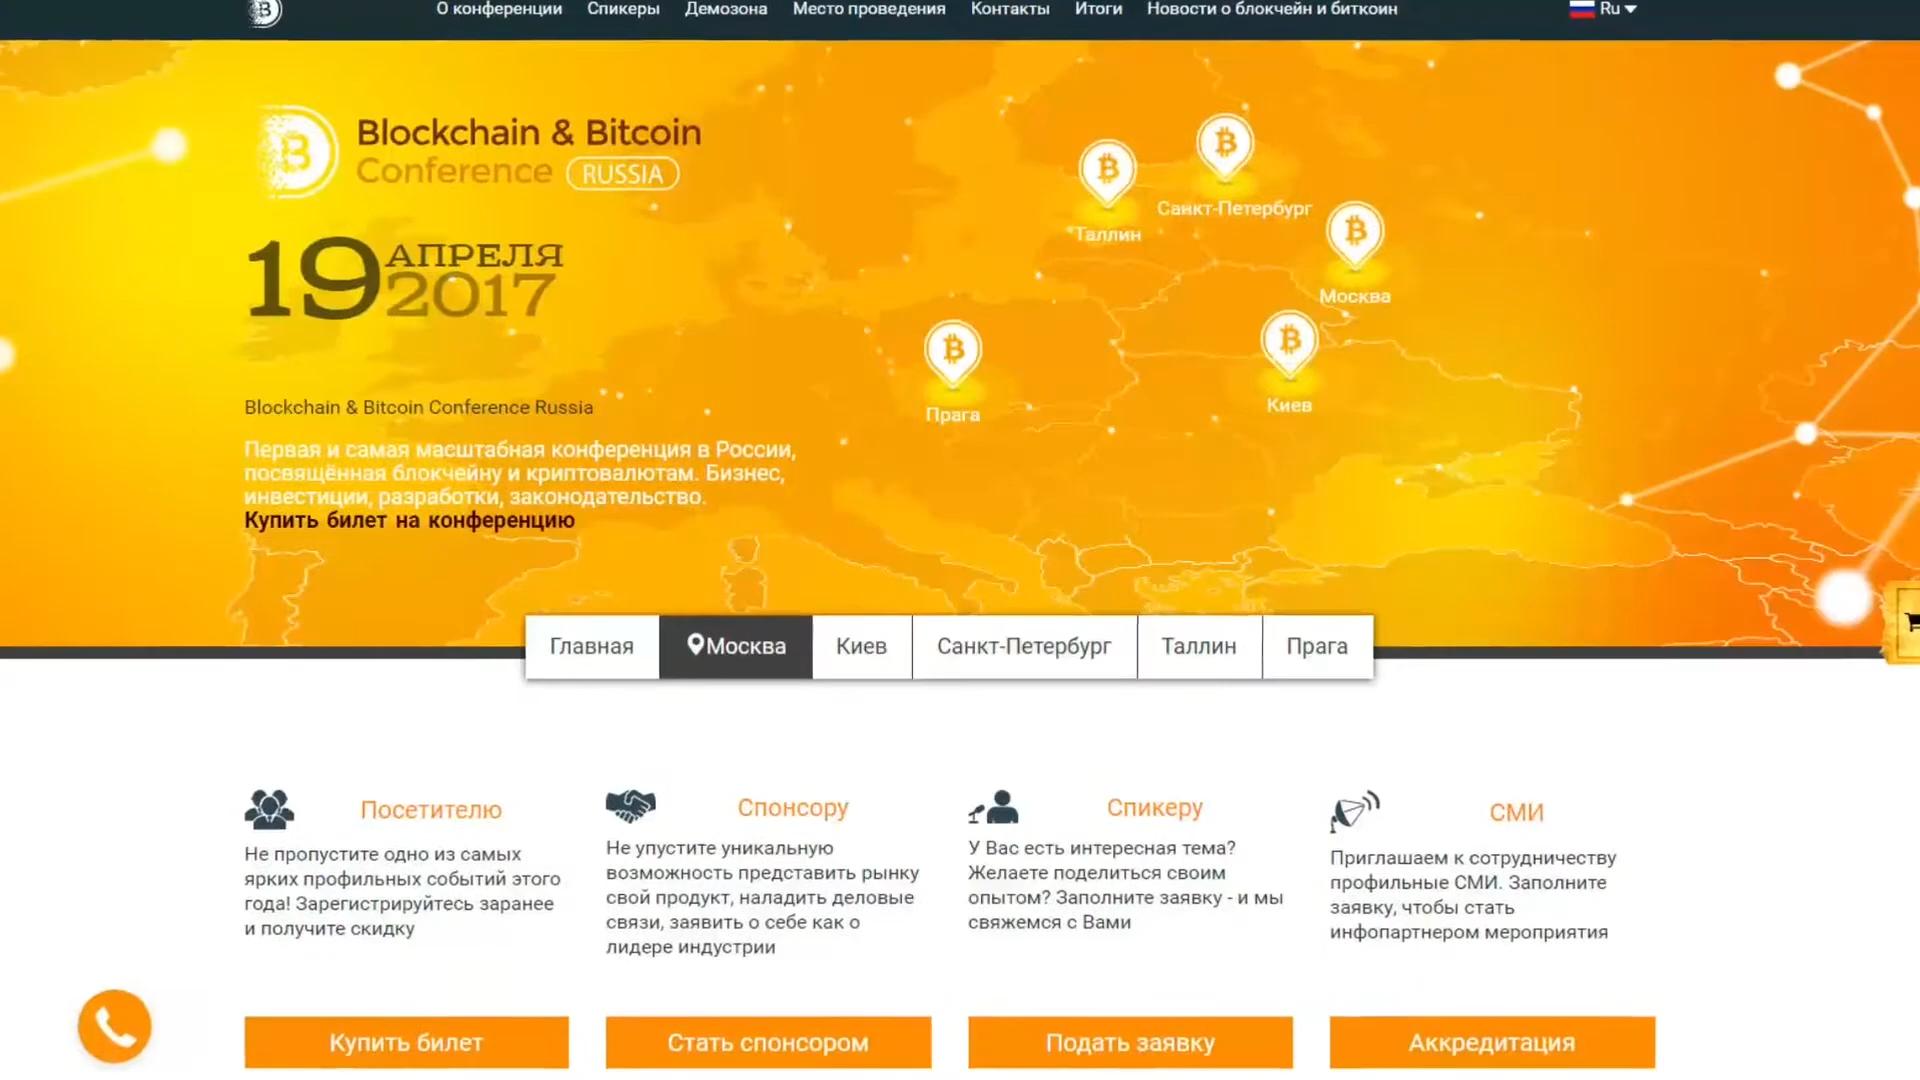 О конференции Спикеры Демозона Место проведения Контакты Итоги Новости о блокчейн и биткоин Ru
Blockchain & Bitcoin
Conference RUSSIA
19 АПРЕЛЯ
2017
Blockchain & Bitcoin Conference Russia
Первая и самая масштабная конференция в России,
посвящённая блокчейну и криптовалютам. Бизнес,
инвестиции, разработки, законодательство.
Купить билет на конференцию
Санкт-Петербург
Таллин
Москва
Киев
Прага
Главная Москва Киев Санкт-Петербург Таллин Прага
Посетителю
Не пропустите одно из самых
ярких профильных событий этого
года! Зарегистрируйтесь заранее
и получите скидку
Купить билет
Спонсору
Не упустите уникальную
возможность представить рынку
свой продукт, наладить деловые
связи, заявить о себе как о
лидере индустрии
Стать спонсором
Спикеру
У Вас есть интересная тема?
Желаете поделиться своим
опытом? Заполните заявку - и мы
свяжемся с Вами
Подать заявку
СМИ
Приглашаем к сотрудничеству
профильные СМИ. Заполните
заявку, чтобы стать
инфопартнером мероприятия
Аккредитация